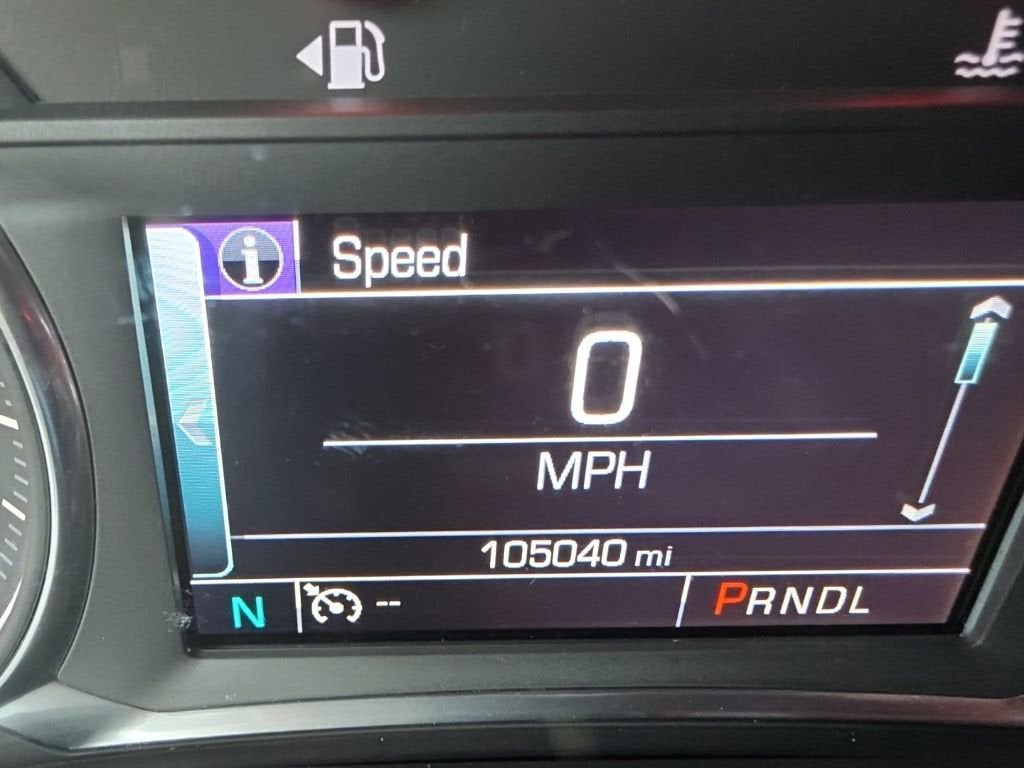 Speed
0
MPH
105040 mi
N -- PRNDL